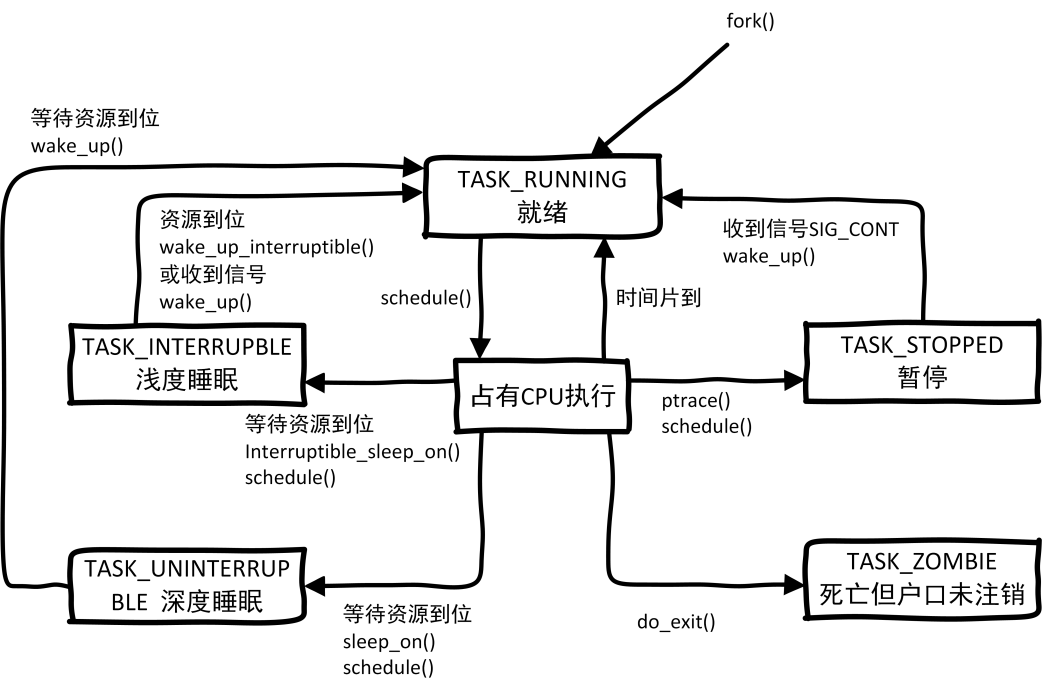 fork()
等待资源到位
wake_up()
TASK_RUNNING
就绪
资源到位
wake_up_interruptible()
或收到信号
wake_up()
收到信号SIG_CONT
wake_up()
schedule()
时间片到
TASK_INTERRUPBLE
浅度睡眠
占有CPU执行
TASK_STOPPED
暂停
等待资源到位
Interruptible_sleep_on()
schedule()
ptrace()
schedule()
TASK_UNINTERRUP
BLE 深度睡眠
TASK_ZOMBIE
死亡但户口未注销
等待资源到位
sleep_on()
schedule()
do_exit()